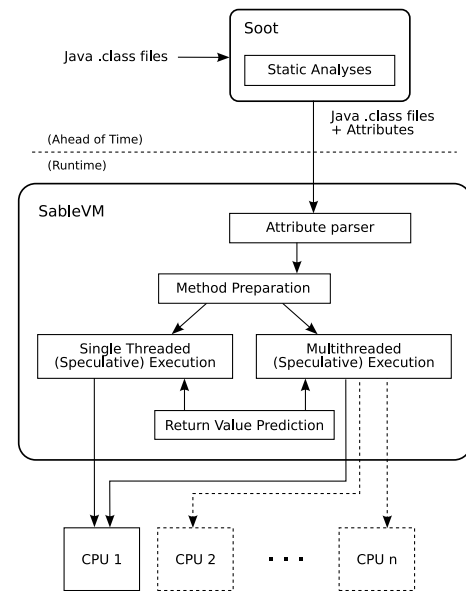 Soot
Java .class files
Static Analyses
Java .class files
+ Attributes
(Ahead of Time)
(Runtime)
SableVM
Attribute parser
Method Preparation
Single Threaded
(Speculative) Execution
Multithreaded
(Speculative) Execution
Return Value Prediction
CPU 1
CPU 2
. . .
CPU n